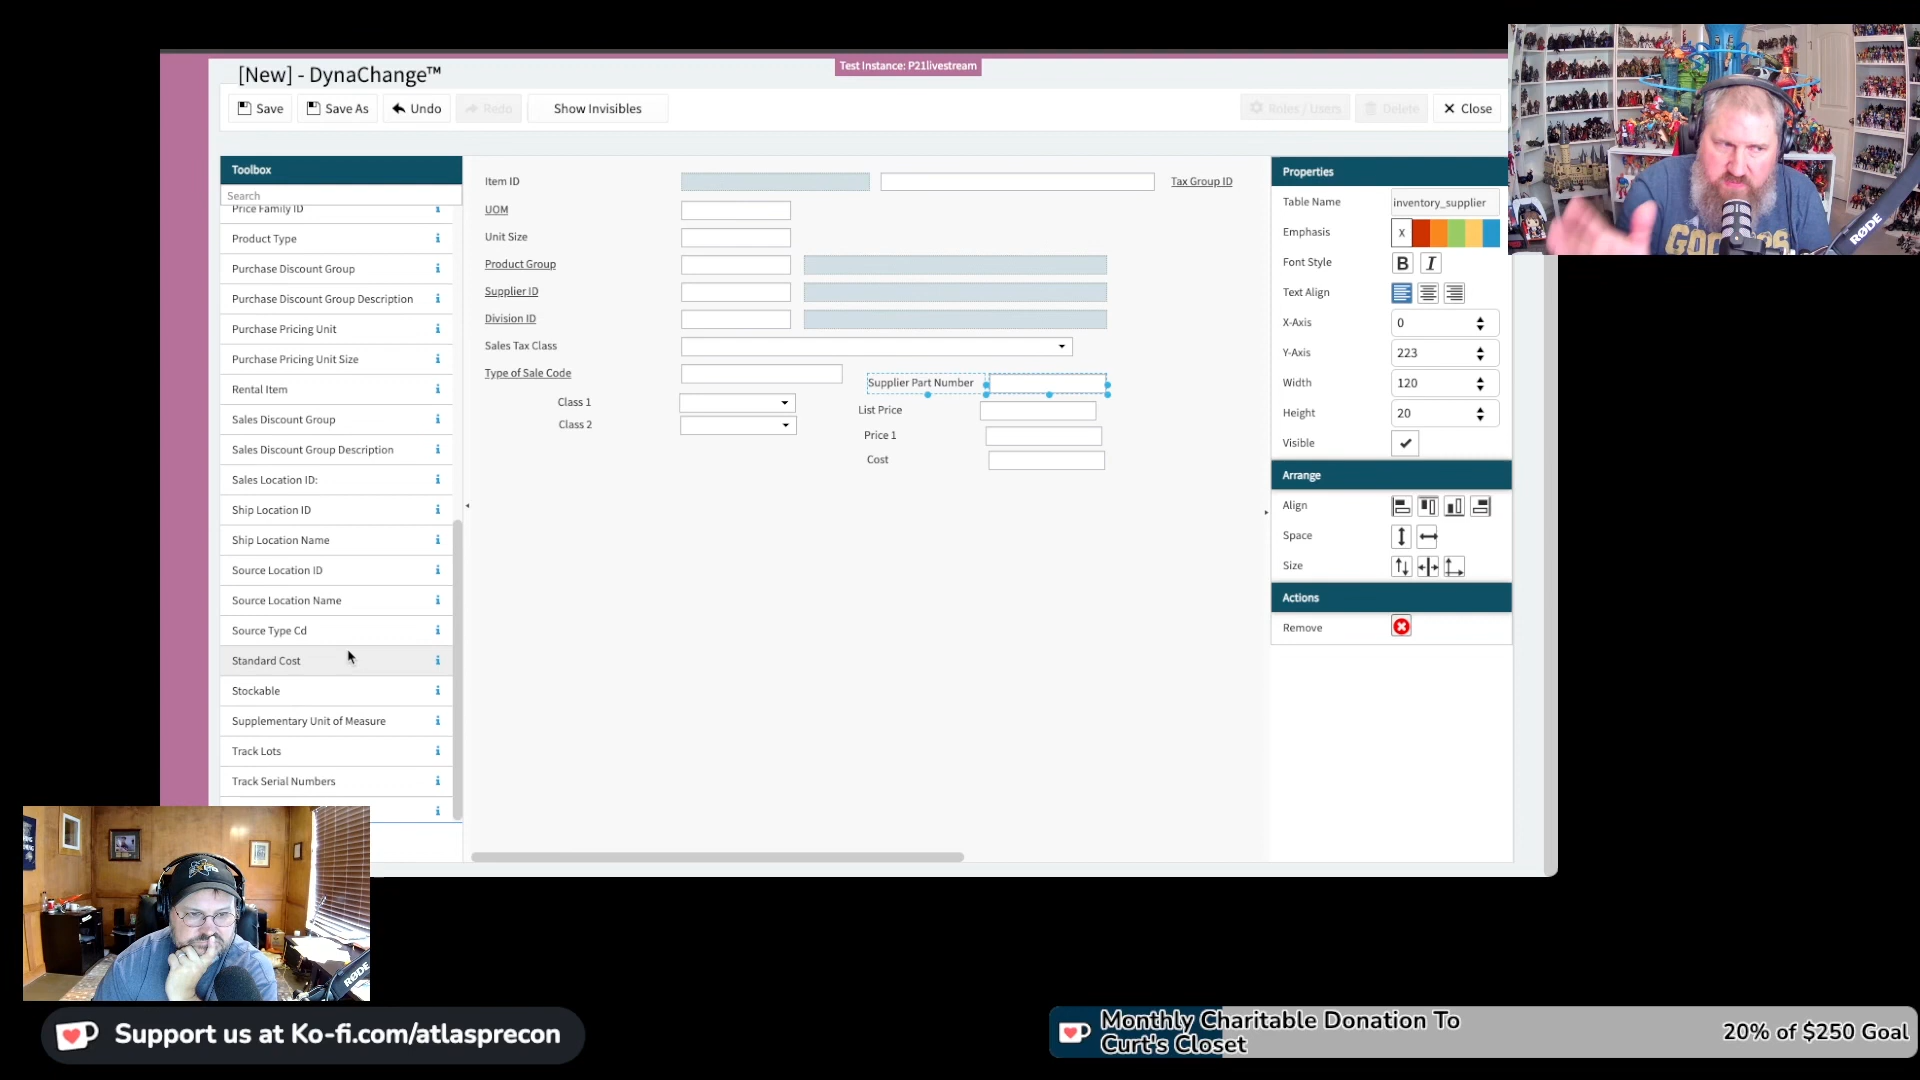 [New] - DynaChange™
Test Instance: P21livestream
Save
Save As
Undo
Redo
Show Invisibles
Roles / Users
Delete
Close
Toolbox
Search
Price Family ID
Product Type
Purchase Discount Group
Purchase Discount Group Description
Purchase Pricing Unit
Purchase Pricing Unit Size
Rental Item
Sales Discount Group
Sales Discount Group Description
Sales Location ID:
Ship Location ID
Ship Location Name
Source Location ID
Source Location Name
Source Type Cd
Standard Cost
Stockable
Supplementary Unit of Measure
Track Lots
Track Serial Numbers
Item ID
Tax Group ID
UOM
Unit Size
Product Group
Supplier ID
Division ID
Sales Tax Class
Type of Sale Code
Supplier Part Number
Class 1
List Price
Class 2
Price 1
Cost
Properties
Table Name
inventory_supplier
Emphasis
X
Font Style
B I
Text Align
X-Axis
0
Y-Axis
223
Width
120
Height
20
Visible
Arrange
Align
Space
Size
Actions
Remove
RØDE
RØDE
Support us at Ko-fi.com/atlasprecon
Monthly Charitable Donation To
Curt's Closet
20% of $250 Goal